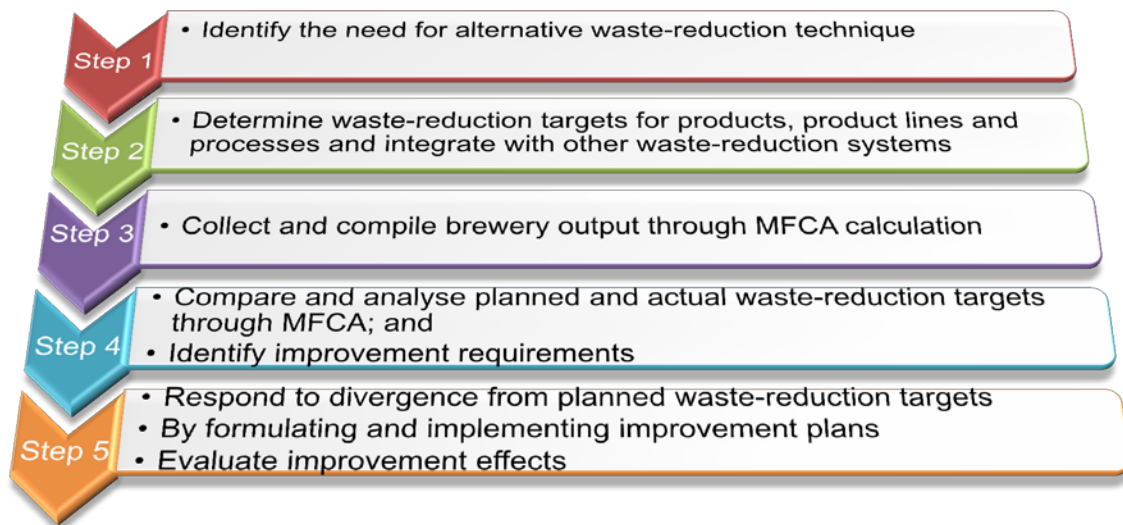 Step 1
• Identify the need for alternative waste-reduction technique
Step 2
• Determine waste-reduction targets for products, product lines and
processes and integrate with other waste-reduction systems
Step 3
• Collect and compile brewery output through MFCA calculation
Step 4
• Compare and analyse planned and actual waste-reduction targets
through MFCA; and
• Identify improvement requirements
Step 5
• Respond to divergence from planned waste-reduction targets
• By formulating and implementing improvement plans
• Evaluate improvement effects